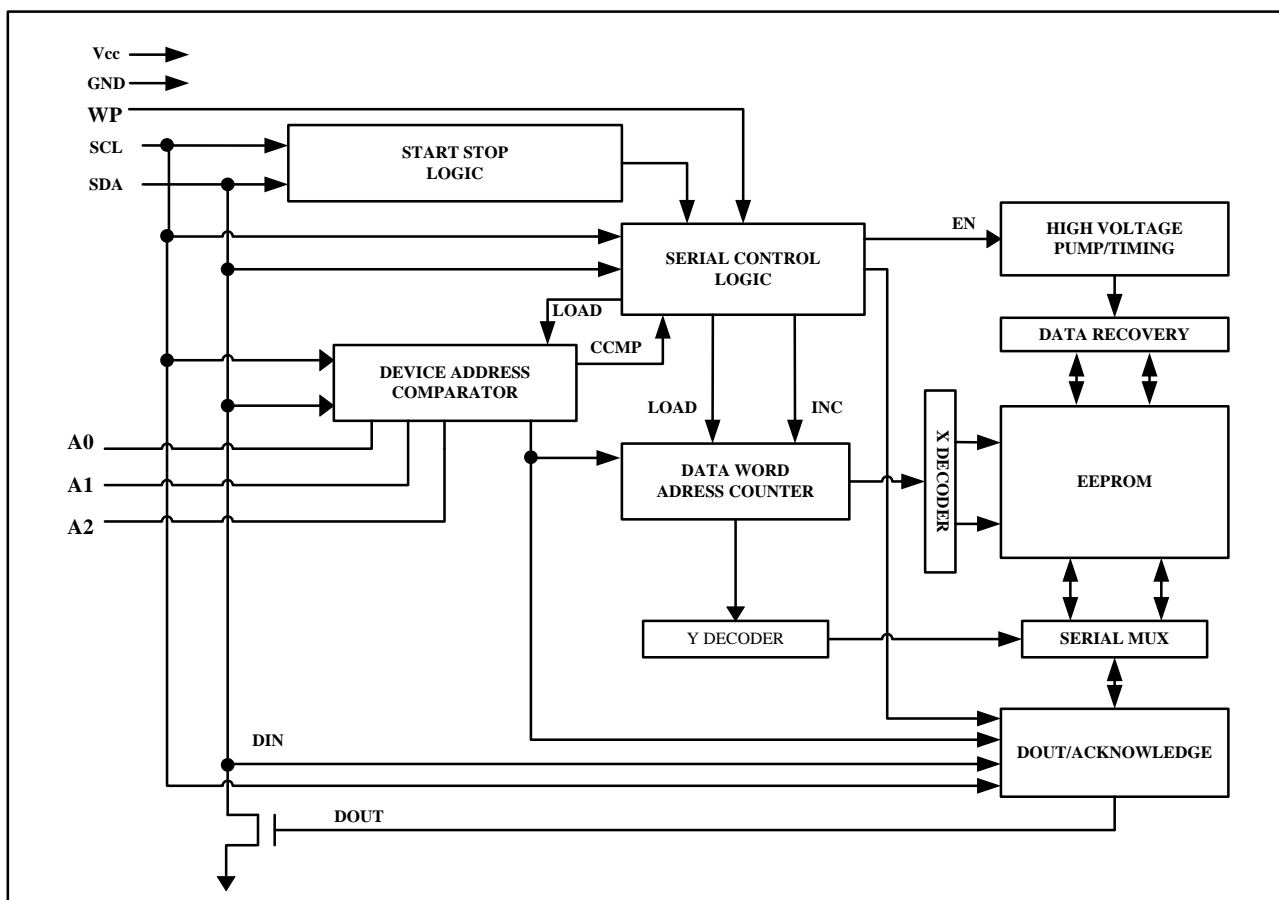 Vcc
GND
WP
SCL
SDA
START STOP
LOGIC
SERIAL CONTROL
LOGIC
EN
HIGH VOLTAGE
PUMP/TIMING
LOAD
CCMP
DATA RECOVERY
DEVICE ADDRESS
COMPARATOR
LOAD
INC
A0
A1
A2
DATA WORD
ADRESS COUNTER
X DECODER
EEPROM
Y DECODER
SERIAL MUX
DIN
DOUT/ACKNOWLEDGE
DOUT